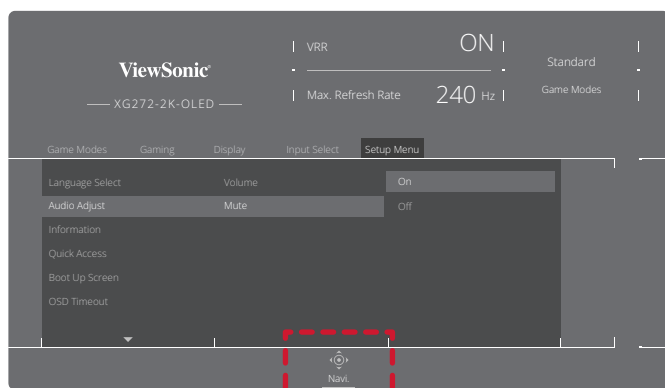 ViewSonic®
XG272-2K-OLED
VRR ON
Max. Refresh Rate 240 Hz
Standard
Game Modes
Game Modes Gaming Display Input Select Setup Menu
Language Select Volume On
Audio Adjust Mute Off
Information
Quick Access
Boot Up Screen
OSD Timeout
Navi.